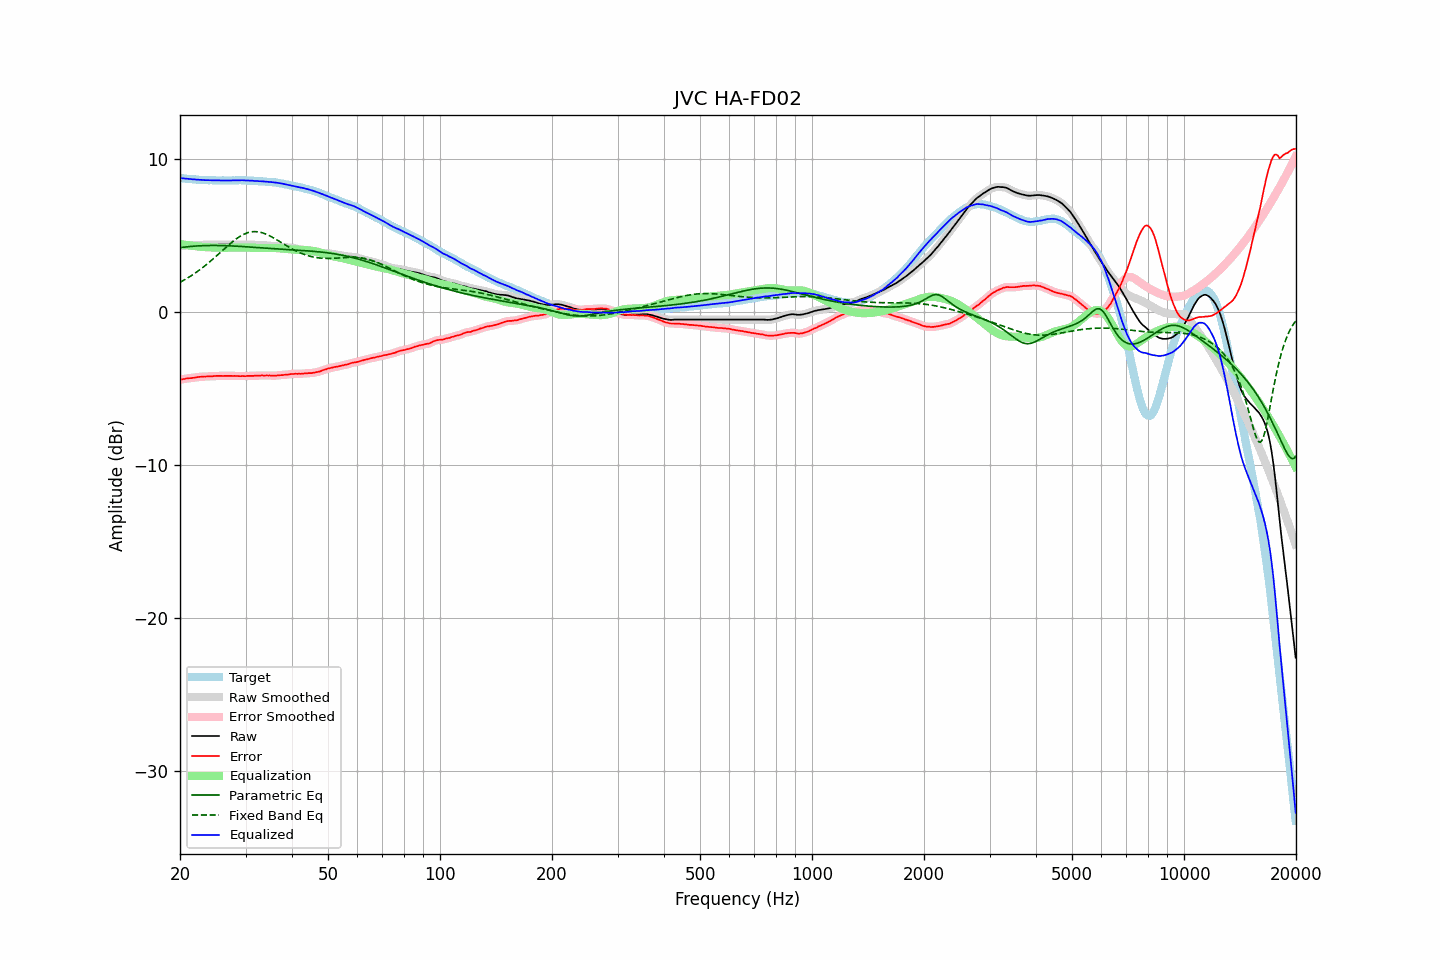 JVC HA-FD02
Amplitude (dBr)
10
0
−10
−20
−30
Target
Raw Smoothed
Error Smoothed
Raw
Error
Equalization
Parametric Eq
Fixed Band Eq
Equalized
20 50 100 200 500 1000 2000 5000 10000 20000
Frequency (Hz)